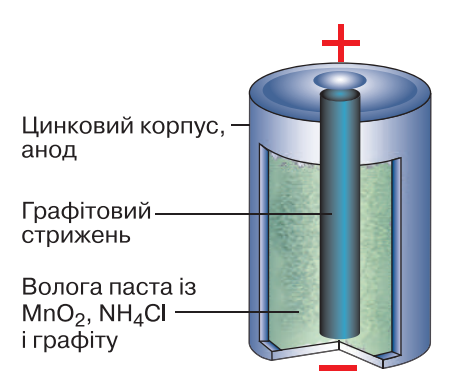 +
Цинковий корпус,
анод
Графітовий
стрижень
Волога паста із
MnO₂, NH₄Cl
і графіту
−